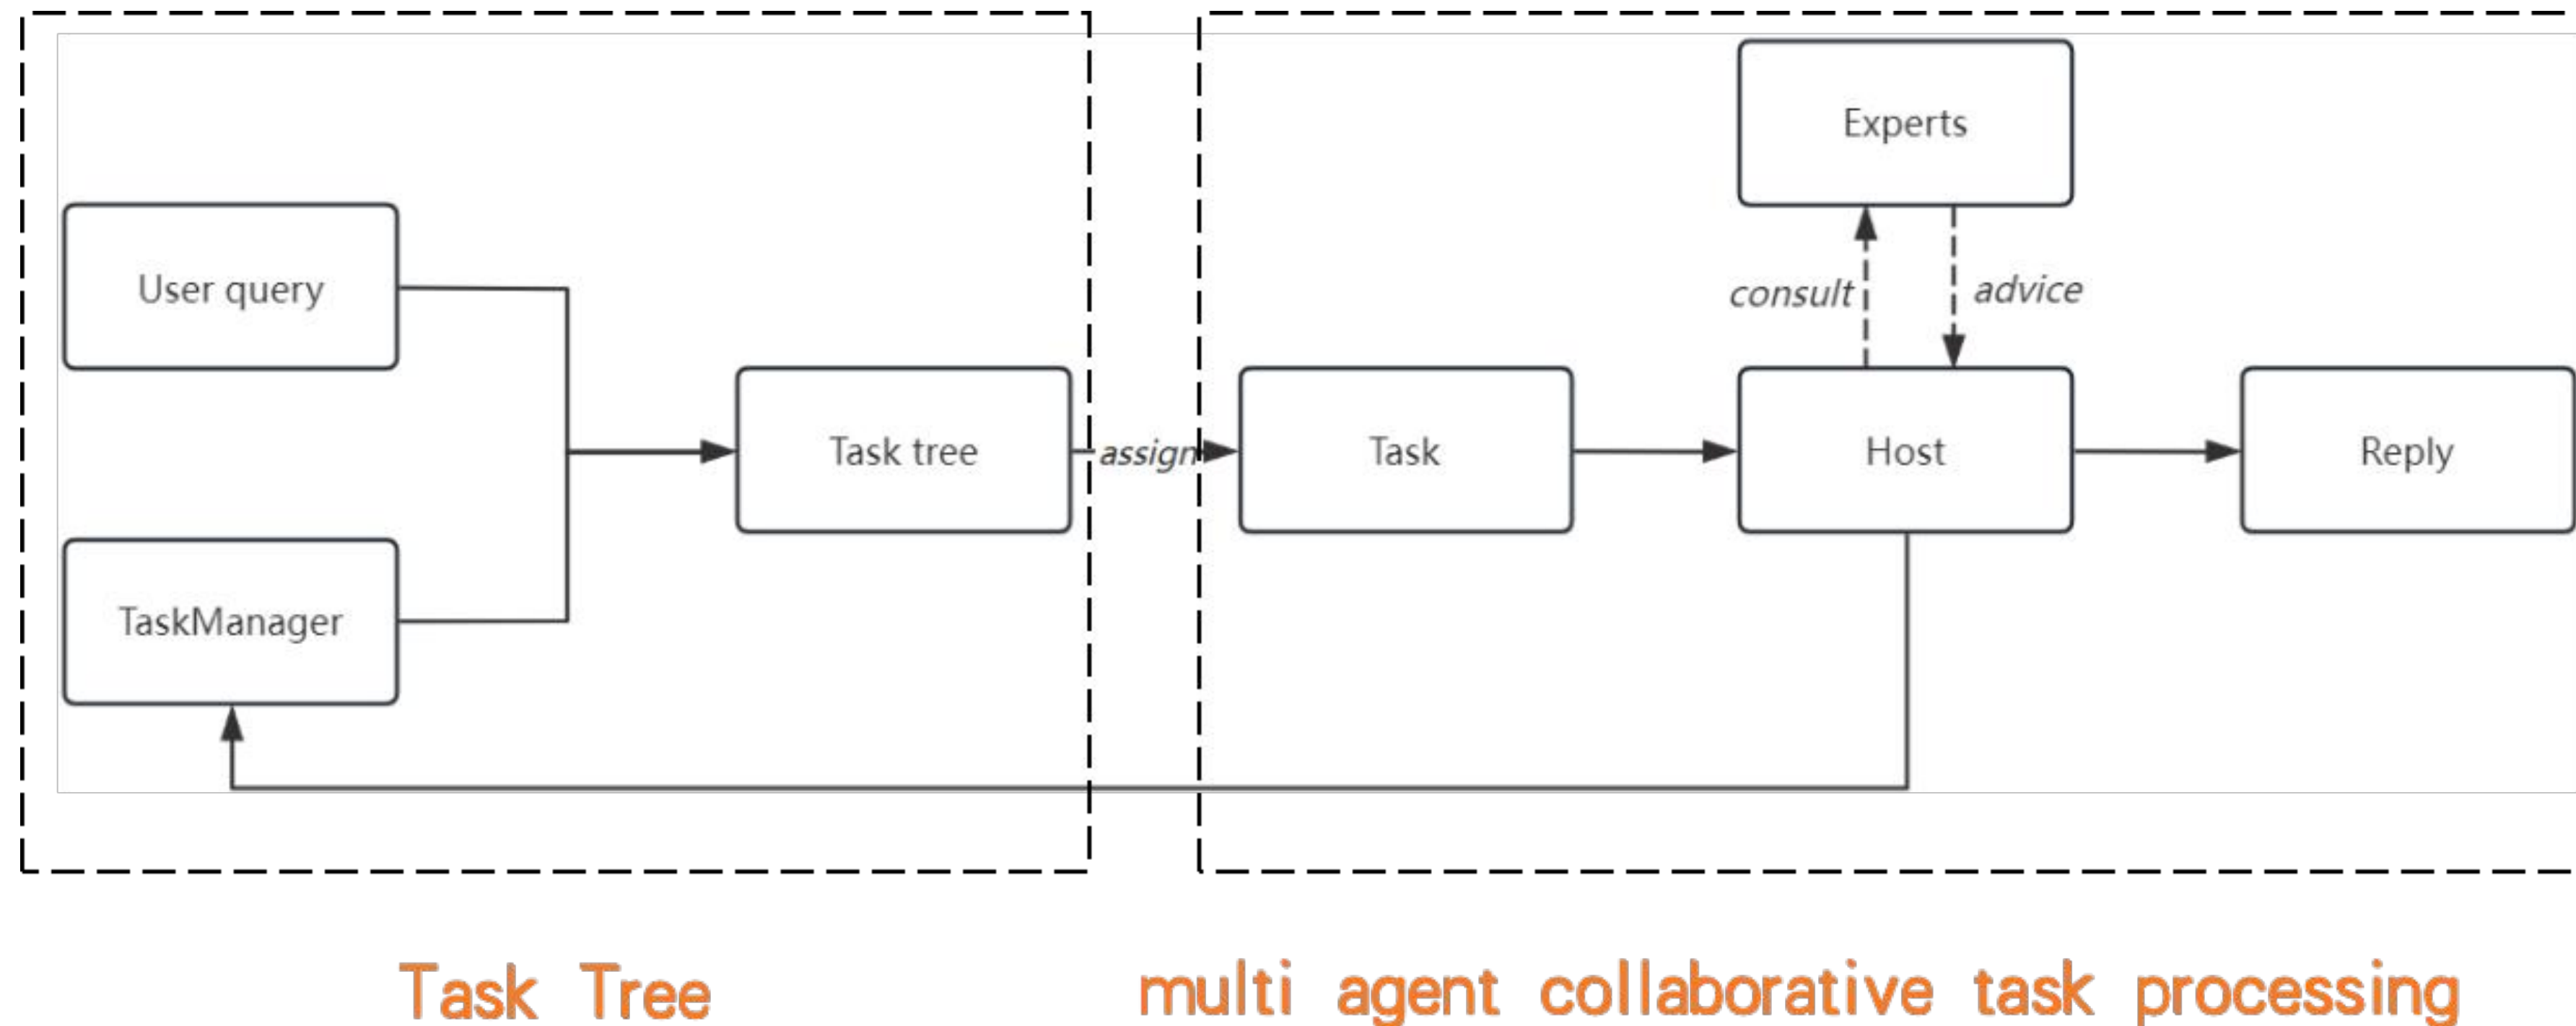 Experts
User query
consult
advice
Task tree
assign
Task
Host
Reply
TaskManager
Task Tree
multi agent collaborative task processing